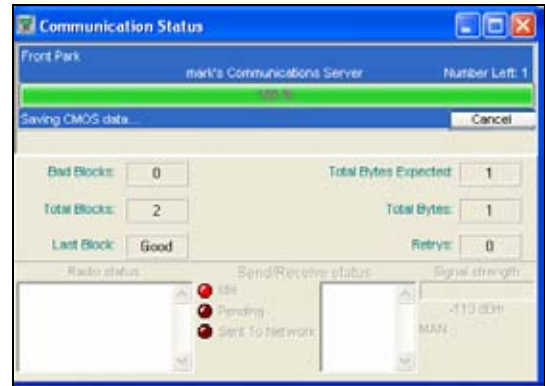 Communication Status
Front Park
mark's Communications Server Number Left: 1
100 %
Saving CMOS data... Cancel
Bad Blocks: 0 Total Bytes Expected: 1
Total Blocks: 2 Total Bytes: 1
Last Block: Good Retrys: 0
Radio status Send/Receive status Signal strength
Idle
Pending -113 dBm
Sent To Network MAN